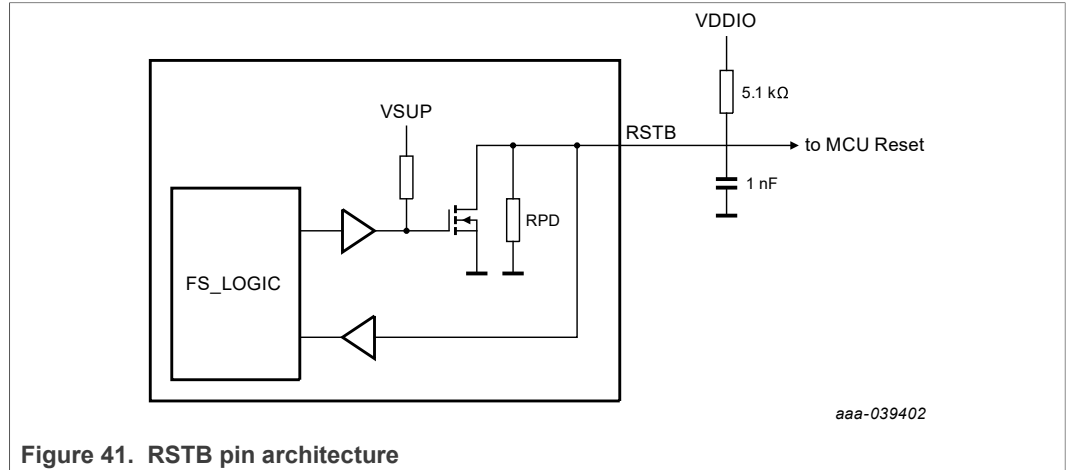 VDDIO
5.1 kΩ
VSUP
RSTB
to MCU Reset
1 nF
RPD
FS_LOGIC
aaa-039402
Figure 41. RSTB pin architecture